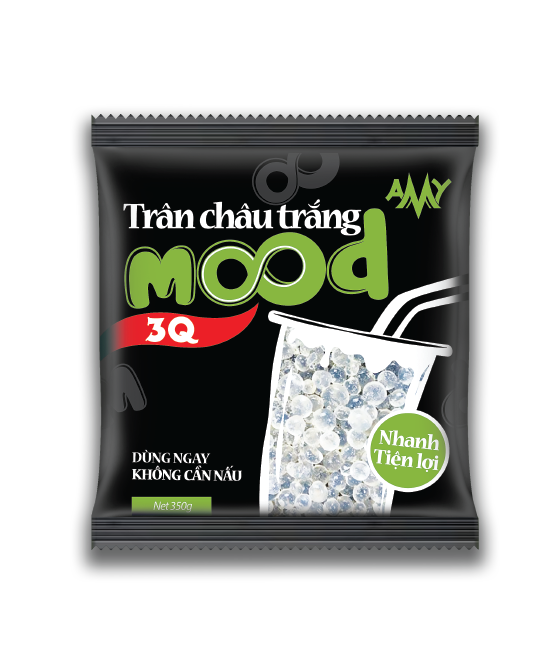 AMY
Trân châu trắng
mood
3Q
Nhanh
Tiện lợi
DÙNG NGAY
KHÔNG CẦN NẤU
Net 350g